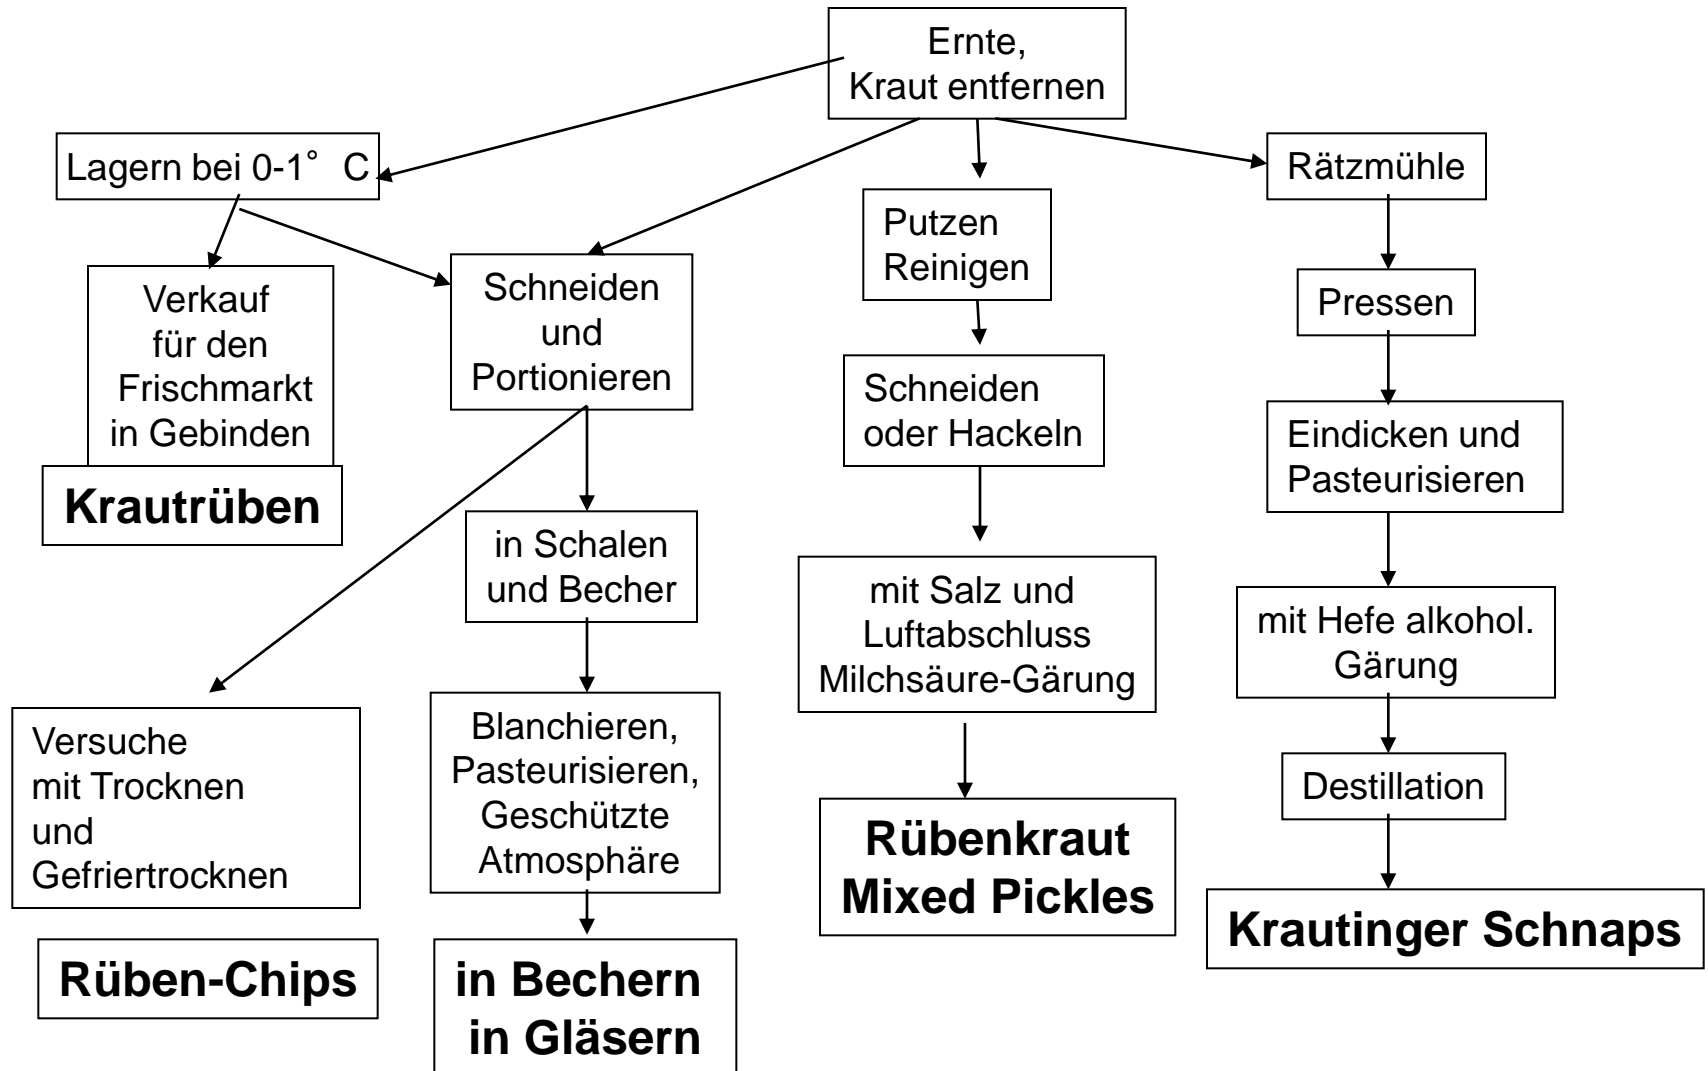 Ernte,
Kraut entfernen
Lagern bei 0-1° C
Rätzmühle
Putzen
Reinigen
Verkauf
für den
Frischmarkt
in Gebinden
Krautrüben
Schneiden
und
Portionieren
Pressen
Schneiden
oder Hackeln
Eindicken und
Pasteurisieren
in Schalen
und Becher
mit Salz und
Luftabschluss
Milchsäure-Gärung
mit Hefe alkohol.
Gärung
Versuche
mit Trocknen
und
Gefriertrocknen
Blanchieren,
Pasteurisieren,
Geschützte
Atmosphäre
Destillation
Rübenkraut
Mixed Pickles
Krautinger Schnaps
Rüben-Chips
in Bechern
in Gläsern